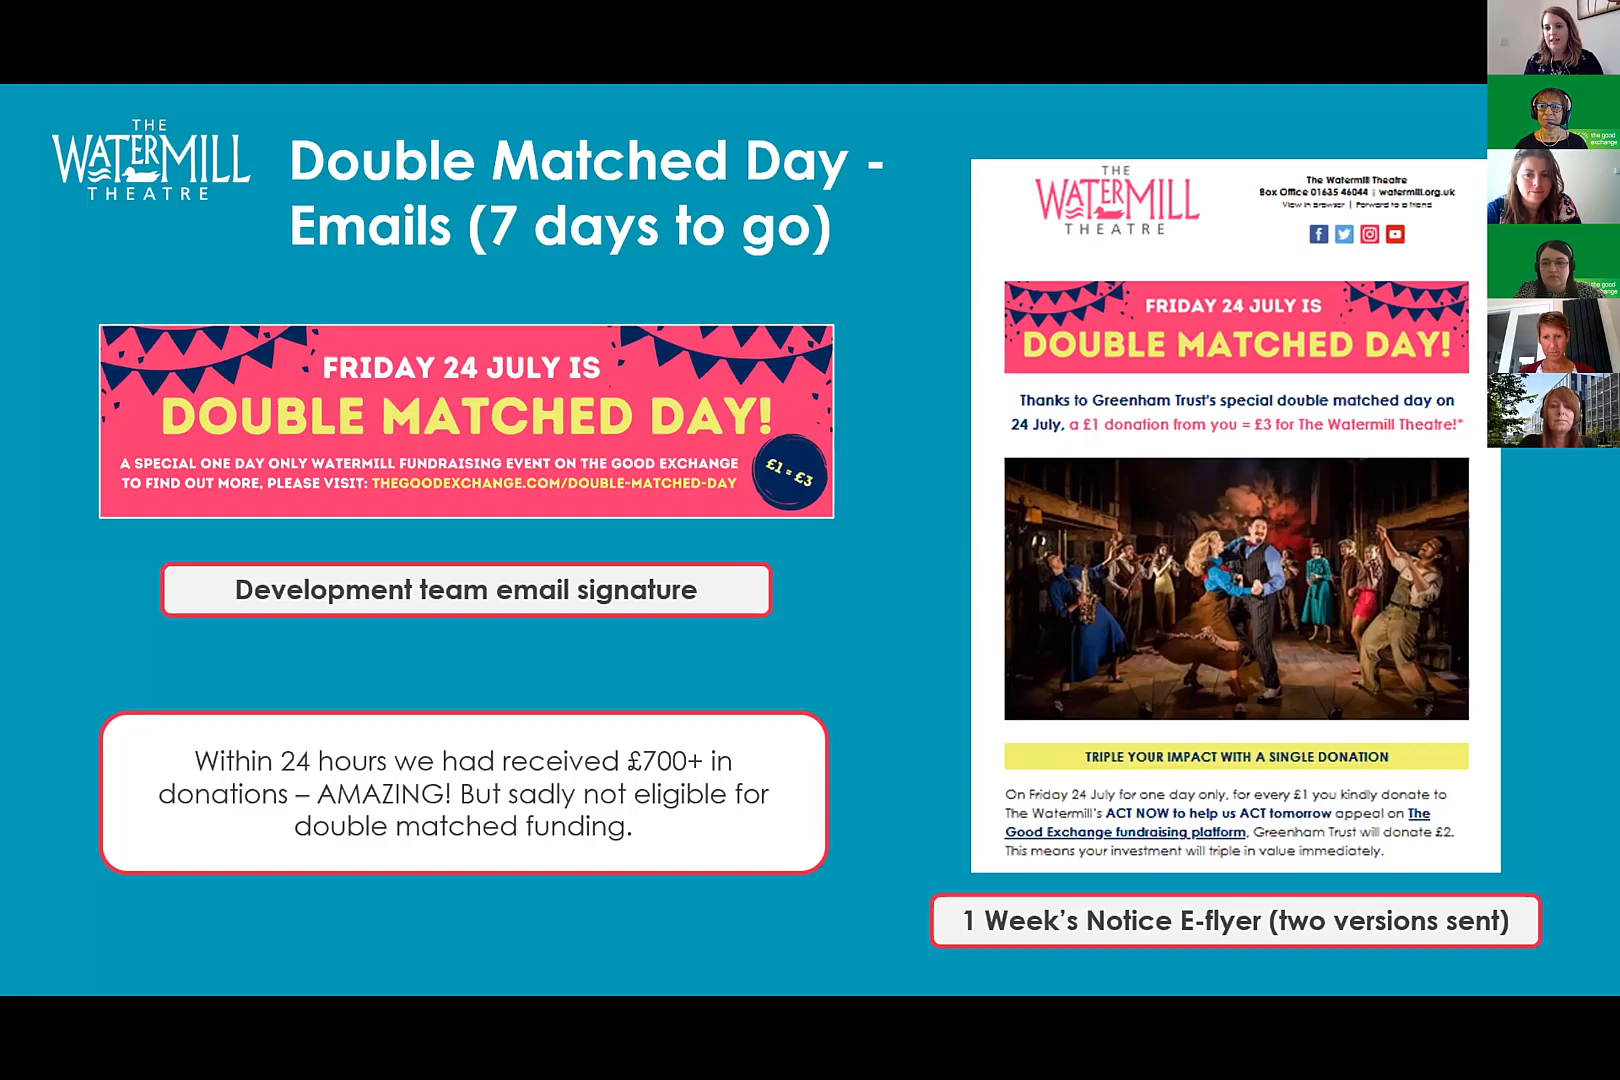 THE
WATERMILL
THEATRE
Double Matched Day -
Emails (7 days to go)
FRIDAY 24 JULY IS
DOUBLE MATCHED DAY!
A SPECIAL ONE DAY ONLY WATERMILL FUNDRAISING EVENT ON THE GOOD EXCHANGE
TO FIND OUT MORE, PLEASE VISIT: THEGOODEXCHANGE.COM/DOUBLE-MATCHED-DAY
£1 = £3
Development team email signature
Within 24 hours we had received £700+ in
donations – AMAZING! But sadly not eligible for
double matched funding.
THE
WATERMILL
THEATRE
The Watermill Theatre
Box Office 01635 46044 | watermill.org.uk
View in browser | Forward to a friend
FRIDAY 24 JULY IS
DOUBLE MATCHED DAY!
Thanks to Greenham Trust's special double matched day on
24 July, a £1 donation from you = £3 for The Watermill Theatre!*
TRIPLE YOUR IMPACT WITH A SINGLE DONATION
On Friday 24 July for one day only, for every £1 you kindly donate to
The Watermill's ACT NOW to help us ACT tomorrow appeal on The
Good Exchange fundraising platform, Greenham Trust will donate £2.
This means your investment will triple in value immediately.
1 Week's Notice E-flyer (two versions sent)
the good
exchange
the good